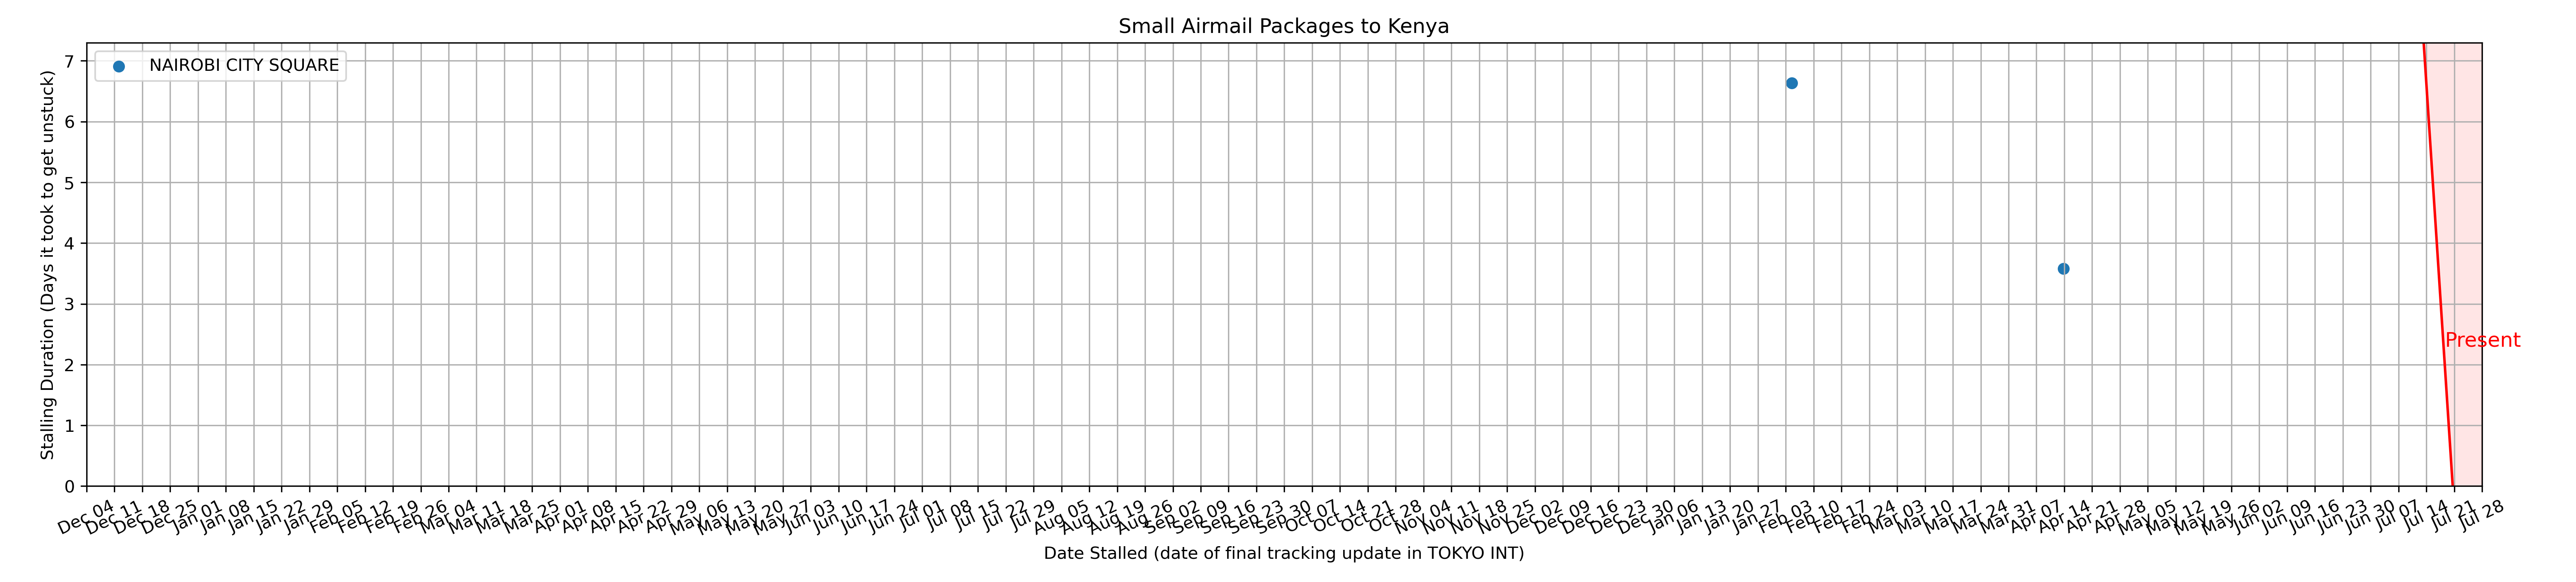 Small Airmail Packages to Kenya
NAIROBI CITY SQUARE
Stalling Duration (Days it took to get unstuck)
7
6
5
4
3
2
1
0
Present
Dec 04
Dec 11
Dec 18
Dec 25
Jan 01
Jan 08
Jan 15
Jan 22
Jan 29
Feb 05
Feb 12
Feb 19
Feb 26
Mar 04
Mar 11
Mar 18
Mar 25
Apr 01
Apr 08
Apr 15
Apr 22
Apr 29
May 06
May 13
May 20
May 27
Jun 03
Jun 10
Jun 17
Jun 24
Jul 01
Jul 08
Jul 15
Jul 22
Jul 29
Aug 05
Aug 12
Aug 19
Aug 26
Sep 02
Sep 09
Sep 16
Sep 23
Sep 30
Oct 07
Oct 14
Oct 21
Oct 28
Nov 04
Nov 11
Nov 18
Nov 25
Dec 02
Dec 09
Dec 16
Dec 23
Dec 30
Jan 06
Jan 13
Jan 20
Jan 27
Feb 03
Feb 10
Feb 17
Feb 24
Mar 03
Mar 10
Mar 17
Mar 24
Mar 31
Apr 07
Apr 14
Apr 21
Apr 28
May 05
May 12
May 19
May 26
Jun 02
Jun 09
Jun 16
Jun 23
Jun 30
Jul 07
Jul 14
Jul 21
Jul 28
Date Stalled (date of final tracking update in TOKYO INT)